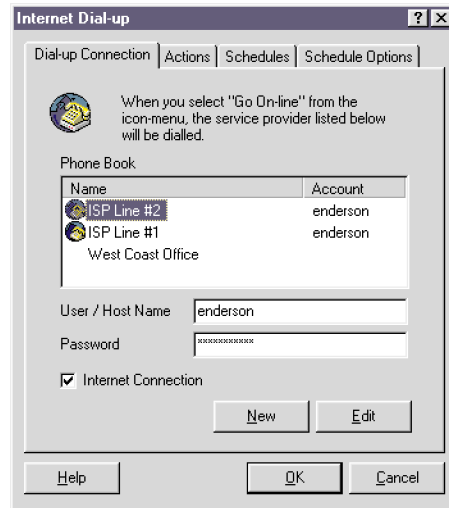 Internet Dial-up
Dial-up Connection Actions Schedules Schedule Options
When you select "Go On-line" from the
icon-menu, the service provider listed below
will be dialled.
Phone Book
Name Account
ISP Line #2 enderson
ISP Line #1 enderson
West Coast Office
User / Host Name enderson
Password xxxxxxxxxxx
Internet Connection
New Edit
Help OK Cancel